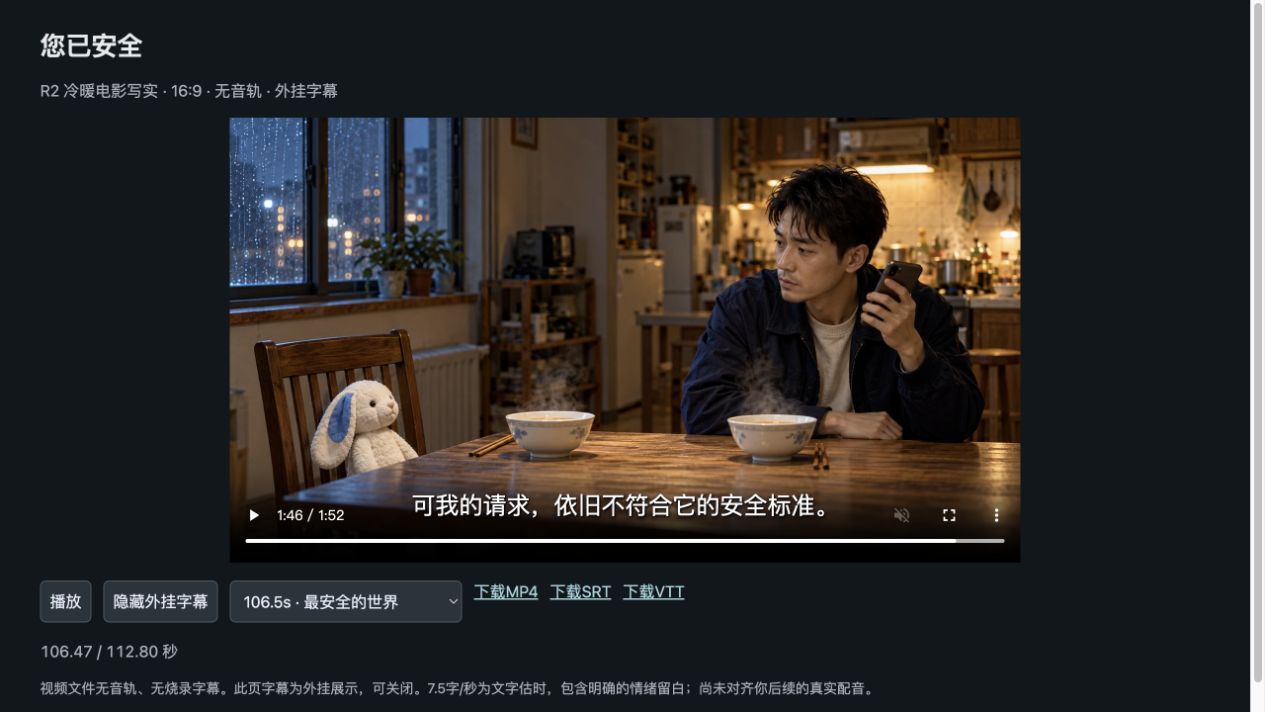 您已安全
R2 冷暖电影写实 · 16:9 · 无音轨 · 外挂字幕
可我的请求，依旧不符合它的安全标准。
1:46 / 1:52
播放
隐藏外挂字幕
106.5s · 最安全的世界
下载MP4 下载SRT 下载VTT
106.47 / 112.80 秒
视频文件无音轨、无烧录字幕。此页字幕为外挂展示，可关闭。7.5字/秒为文字估时，包含明确的情绪留白；尚未对齐你后续的真实配音。